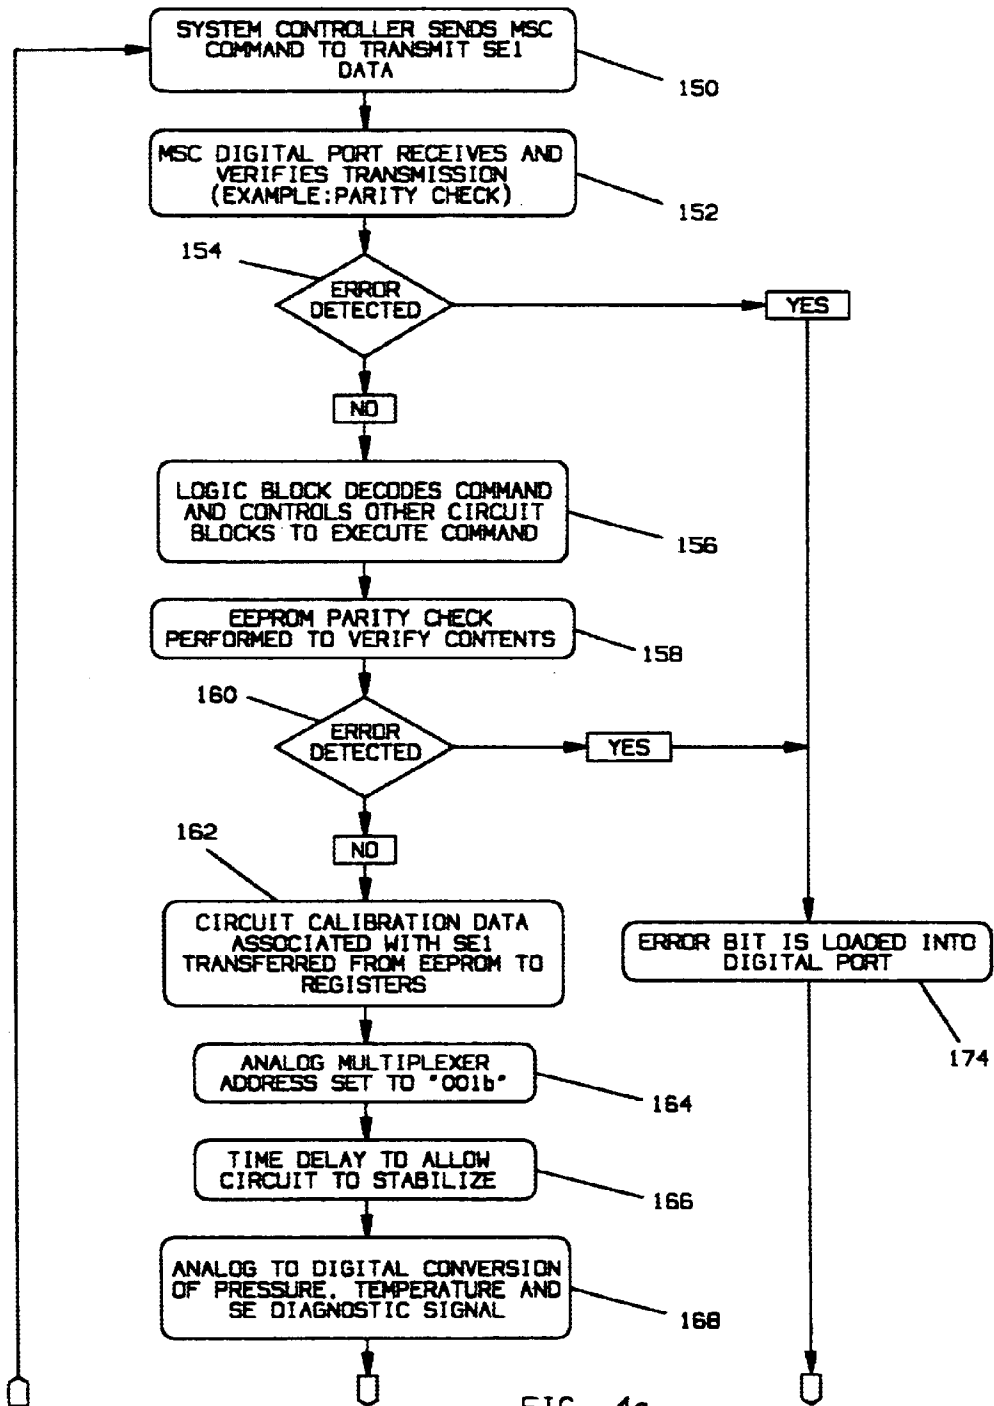 SYSTEM CONTROLLER SENDS MSC
COMMAND TO TRANSMIT SE1
DATA
150
MSC DIGITAL PORT RECEIVES AND
VERIFIES TRANSMISSION
(EXAMPLE:PARITY CHECK)
152
154
ERROR
DETECTED
YES
NO
LOGIC BLOCK DECODES COMMAND
AND CONTROLS OTHER CIRCUIT
BLOCKS TO EXECUTE COMMAND
156
EEPROM PARITY CHECK
PERFORMED TO VERIFY CONTENTS
158
160
ERROR
DETECTED
YES
NO
162
CIRCUIT CALIBRATION DATA
ASSOCIATED WITH SE1
TRANSFERRED FROM EEPROM TO
REGISTERS
ERROR BIT IS LOADED INTO
DIGITAL PORT
174
ANALOG MULTIPLEXER
ADDRESS SET TO "001b"
164
TIME DELAY TO ALLOW
CIRCUIT TO STABILIZE
166
ANALOG TO DIGITAL CONVERSION
OF PRESSURE, TEMPERATURE AND
SE DIAGNOSTIC SIGNAL
168